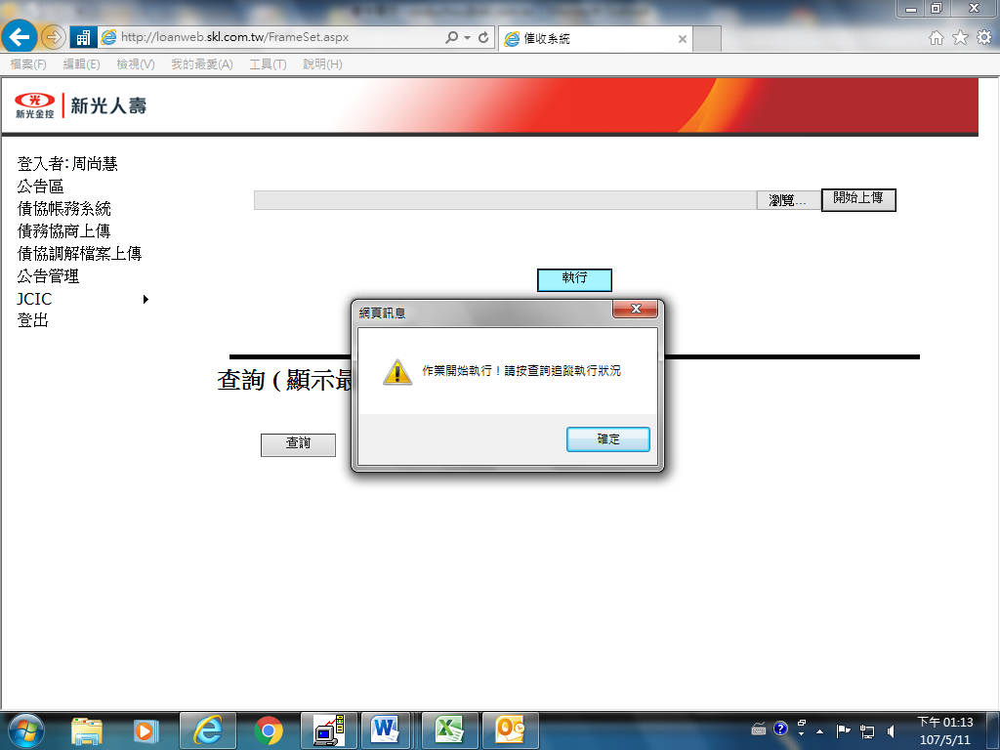 http://loanweb.skl.com.tw/FrameSet.aspx
催收系統
檔案(F) 編輯(E) 檢視(V) 我的最愛(A) 工具(T) 說明(H)
光
新光金控
新光人壽
登入者: 周尚慧
公告區
債協帳務系統
債務協商上傳
債協調解檔案上傳
公告管理
JCIC
登出
瀏覽... 開始上傳
執行
網頁訊息
作業開始執行！請按查詢追蹤執行狀況
確定
查詢 ( 顯示最
查詢
下午 01:13
107/5/11